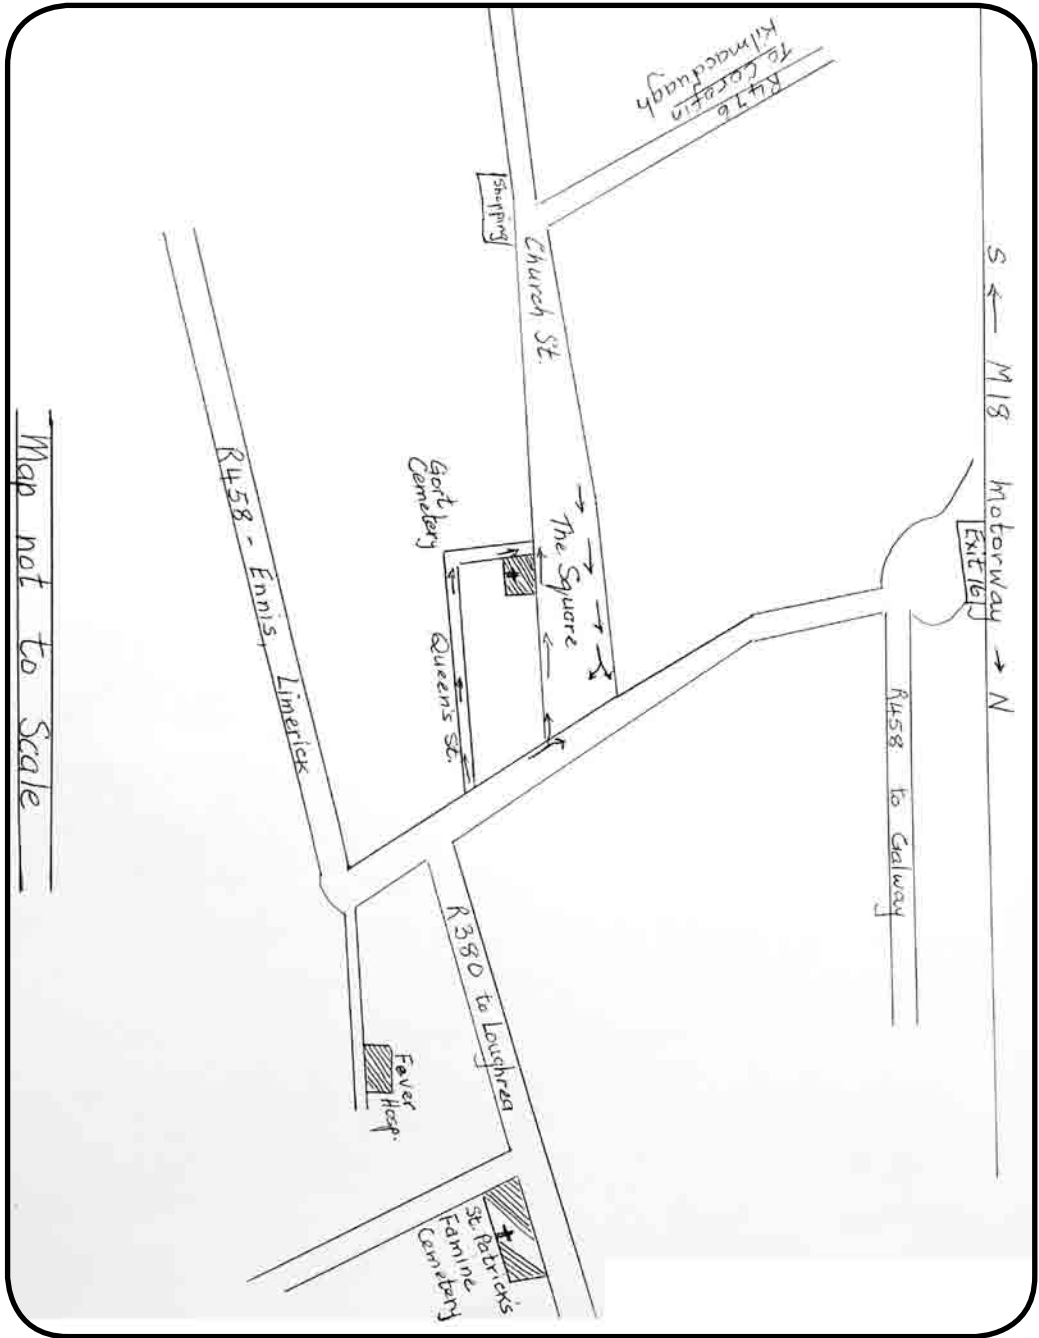 S ← M18 Motorway → N
Exit 16
R458 to Galway
R476
To Corofin
Kilmacduagh
Shopping
Church St.
The Square
Gort
Cemetery
Queen's St.
R458 - Ennis, Limerick
R380 to Loughrea
Fever
Hosp.
St. Patrick's
Famine
Cemetery
Map not to Scale